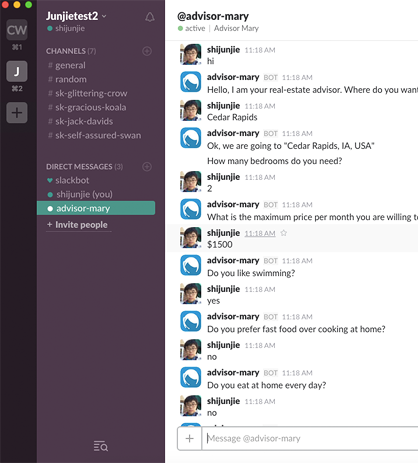 CW
⌘1
J
⌘2
+
Junjietest2
shijunjie
CHANNELS (7)
# general
# random
# sk-glittering-crow
# sk-gracious-koala
# sk-jack-davids
# sk-self-assured-swan
DIRECT MESSAGES (3)
slackbot
shijunjie (you)
advisor-mary
+ Invite people
@advisor-mary
active | Advisor Mary
shijunjie 11:18 AM
hi
advisor-mary BOT 11:18 AM
Hello, I am your real-estate advisor. Where do you want
shijunjie 11:18 AM
Cedar Rapids
advisor-mary BOT 11:18 AM
Ok, we are going to "Cedar Rapids, IA, USA"
How many bedrooms do you need?
shijunjie 11:18 AM
2
advisor-mary BOT 11:18 AM
What is the maximum price per month you are willing t
shijunjie 11:18 AM
$1500
advisor-mary BOT 11:18 AM
Do you like swimming?
shijunjie 11:18 AM
yes
advisor-mary BOT 11:18 AM
Do you prefer fast food over cooking at home?
shijunjie 11:18 AM
no
advisor-mary BOT 11:18 AM
Do you eat at home every day?
shijunjie 11:18 AM
no
Message @advisor-mary